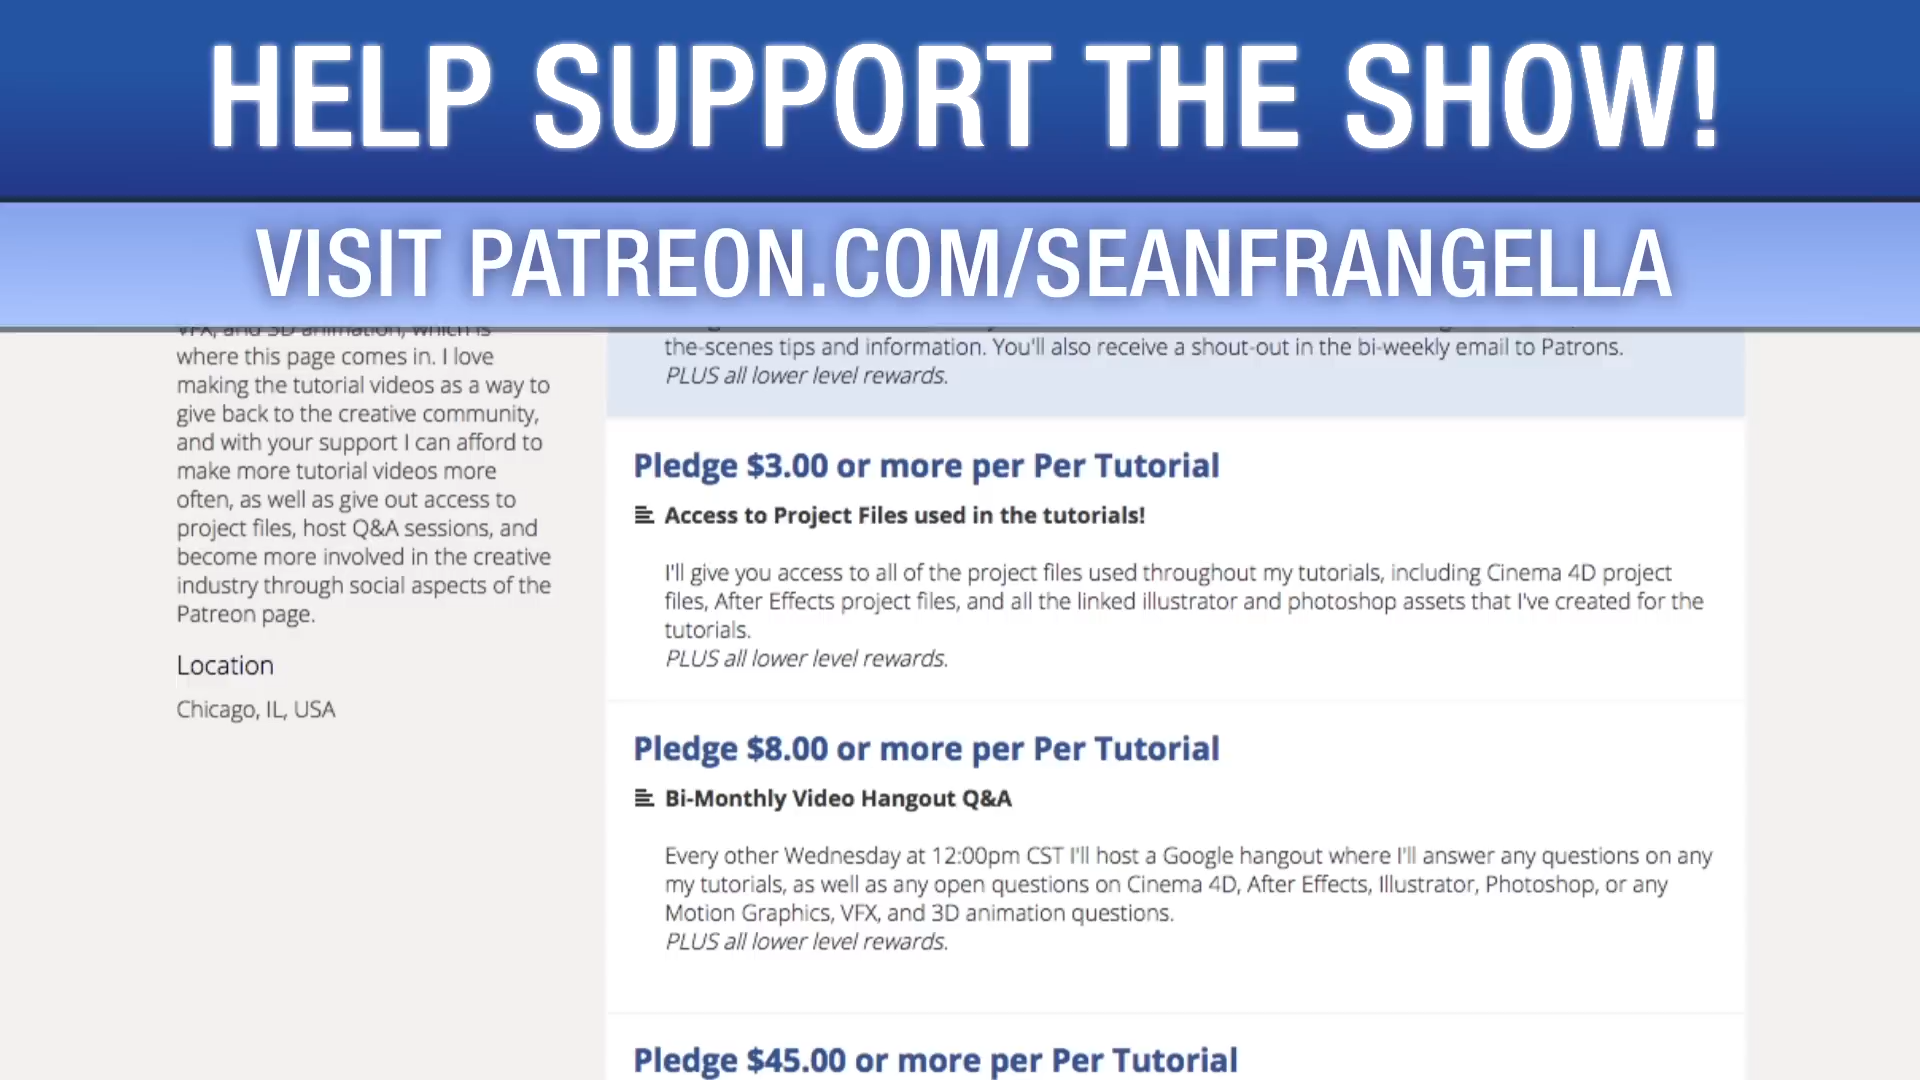 HELP SUPPORT THE SHOW!
VISIT PATREON.COM/SEANFRANGELLA
VFX, and 3D animation, which is
where this page comes in. I love
making the tutorial videos as a way to
give back to the creative community,
and with your support I can afford to
make more tutorial videos more
often, as well as give out access to
project files, host Q&A sessions, and
become more involved in the creative
industry through social aspects of the
Patreon page.
Location
Chicago, IL, USA
the-scenes tips and information. You'll also receive a shout-out in the bi-weekly email to Patrons.
PLUS all lower level rewards.
Pledge $3.00 or more per Per Tutorial
Access to Project Files used in the tutorials!
I'll give you access to all of the project files used throughout my tutorials, including Cinema 4D project
files, After Effects project files, and all the linked illustrator and photoshop assets that I've created for the
tutorials.
PLUS all lower level rewards.
Pledge $8.00 or more per Per Tutorial
Bi-Monthly Video Hangout Q&A
Every other Wednesday at 12:00pm CST I'll host a Google hangout where I'll answer any questions on any
my tutorials, as well as any open questions on Cinema 4D, After Effects, Illustrator, Photoshop, or any
Motion Graphics, VFX, and 3D animation questions.
PLUS all lower level rewards.
Pledge $45.00 or more per Per Tutorial